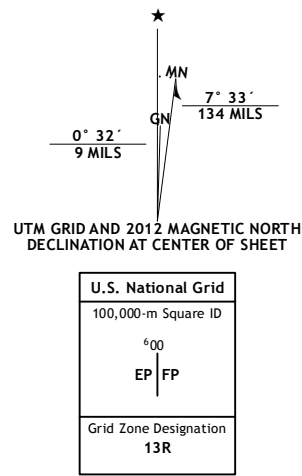 ★
MN
7° 33´
134 MILS
GN
0° 32´
9 MILS
UTM GRID AND 2012 MAGNETIC NORTH
DECLINATION AT CENTER OF SHEET
U.S. National Grid
100,000-m Square ID
⁶00
EP FP
Grid Zone Designation
13R